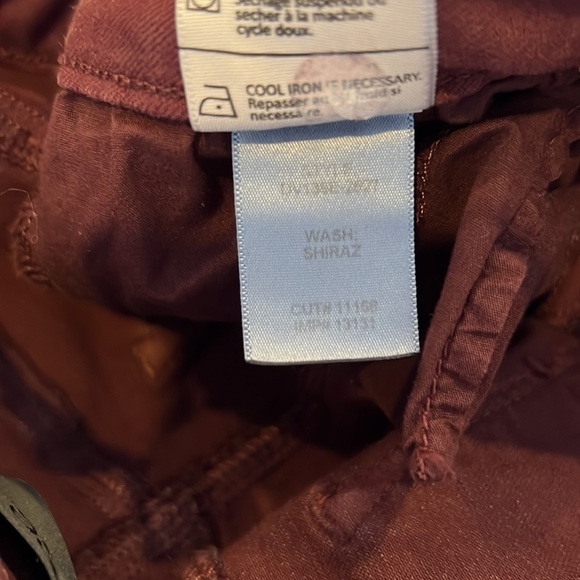 Séchage suspendu ou
sécher à la machine
cycle doux.
COOL IRON IF NECESSARY.
Repasser si
nécessaire.
STYLE:
WASH:
SHIRAZ
CUT# 11158
IMP# 13131